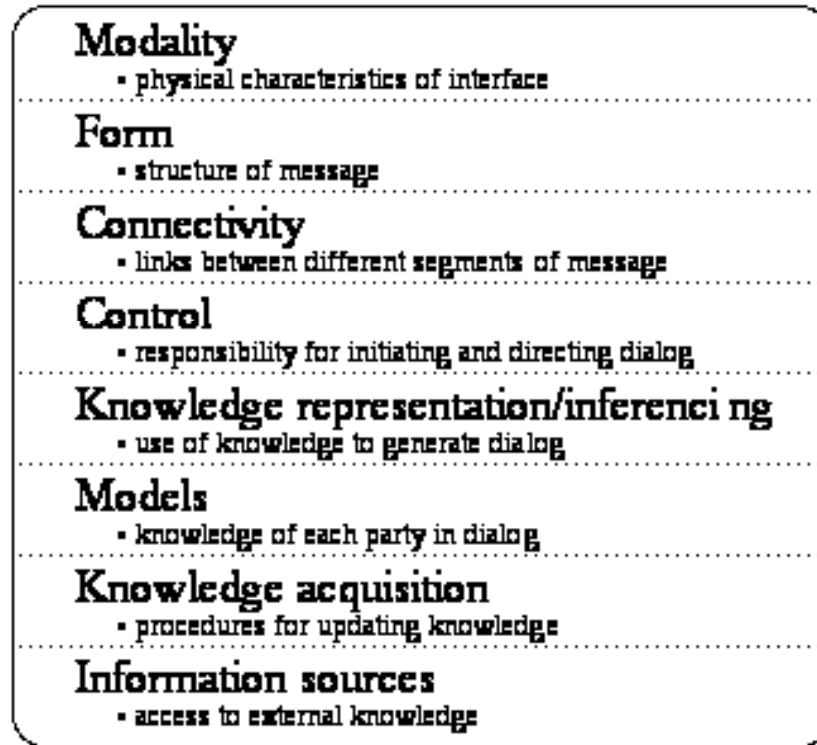 Modality
▪ physical characteristics of interface
Form
▪ structure of message
Connectivity
▪ links between different segments of message
Control
▪ responsibility for initiating and directing dialog
Knowledge representation/inferencing
▪ use of knowledge to generate dialog
Models
▪ knowledge of each party in dialog
Knowledge acquisition
▪ procedures for updating knowledge
Information sources
▪ access to external knowledge